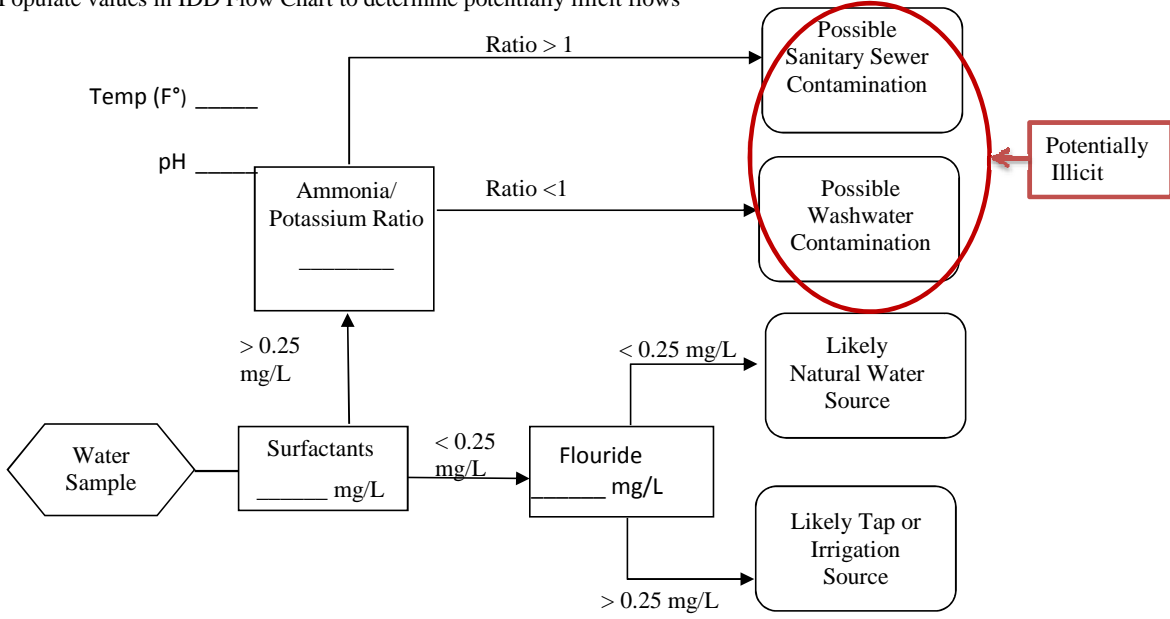 Populate values in IDD Flow Chart to determine potentially illicit flows
Ratio > 1
Possible
Sanitary Sewer
Contamination
Temp (F°) _____
pH _____
Potentially
Illicit
Ammonia/
Potassium Ratio
________
Ratio <1
Possible
Washwater
Contamination
> 0.25
mg/L
< 0.25 mg/L
Likely
Natural Water
Source
Water
Sample
Surfactants
______ mg/L
< 0.25
mg/L
Flouride
______ mg/L
Likely Tap or
Irrigation
Source
> 0.25 mg/L